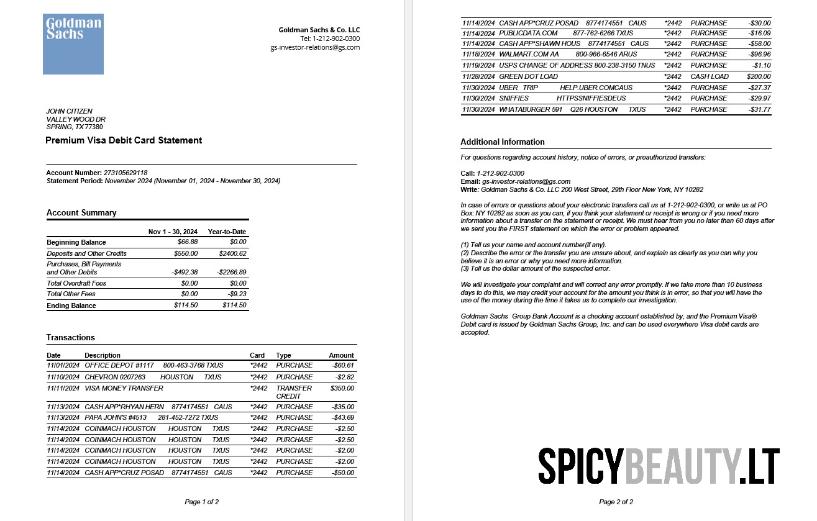 Goldman
Sachs
Goldman Sachs & Co. LLC
Tel: 1-212-902-0300
gs-investor-relations@gs.com
JOHN CITIZEN
VALLEY WOOD DR
SPRING, TX77380
Premium Visa Debit Card Statement
Account Number: 273105629118
Statement Period: November 2024 (November 01, 2024 - November 30, 2024)
Account Summary
Nov 1 - 30, 2024 Year-to-Date
Beginning Balance $66.88 $0.00
Deposits and Other Credits $550.00 $2400.62
Purchases, Bill Payments
and Other Debits -$492.38 -$2266.89
Total Overdraft Fees $0.00 $0.00
Total Other Fees $0.00 -$9.23
Ending Balance $114.50 $114.50
Transactions
Date Description Card Type Amount
11/01/2024 OFFICE DEPOT #1117 800-463-3768 TXUS *2442 PURCHASE -$60.61
11/10/2024 CHEVRON 0207263 HOUSTON TXUS *2442 PURCHASE -$2.82
11/11/2024 VISA MONEY TRANSFER *2442 TRANSFER $350.00
CREDIT
11/13/2024 CASH APP*RHYAN HERN 8774174551 CAUS *2442 PURCHASE -$35.00
11/13/2024 PAPA JOHN'S #4513 281-452-7272 TXUS *2442 PURCHASE -$43.69
11/14/2024 COINMACH HOUSTON HOUSTON TXUS *2442 PURCHASE -$2.50
11/14/2024 COINMACH HOUSTON HOUSTON TXUS *2442 PURCHASE -$2.50
11/14/2024 COINMACH HOUSTON HOUSTON TXUS *2442 PURCHASE -$2.00
11/14/2024 COINMACH HOUSTON HOUSTON TXUS *2442 PURCHASE -$2.00
11/14/2024 CASH APP*CRUZ POSAD 8774174551 CAUS *2442 PURCHASE -$50.00
Page 1 of 2
11/14/2024 CASH APP*CRUZ POSAD 8774174551 CAUS *2442 PURCHASE -$30.00
11/14/2024 PUBLICDATA.COM 877-762-6266 TXUS *2442 PURCHASE -$16.09
11/14/2024 CASH APP*SHAWN HOUS 8774174551 CAUS *2442 PURCHASE -$58.00
11/18/2024 WALMART.COM AA 800-966-6546 ARUS *2442 PURCHASE -$96.96
11/19/2024 USPS CHANGE OF ADDRESS 800-238-3150 TNUS *2442 PURCHASE -$1.10
11/28/2024 GREEN DOT LOAD *2442 CASH LOAD $200.00
11/30/2024 UBER TRIP HELP.UBER.COMCAUS *2442 PURCHASE -$27.37
11/30/2024 SNIFFIES HTTPSSNIFFIESDEUS *2442 PURCHASE -$29.97
11/30/2024 WHATABURGER 591 Q26 HOUSTON TXUS *2442 PURCHASE -$31.77
Additional Information
For questions regarding account history, notice of errors, or preauthorized transfers:
Call: 1-212-902-0300
Email: gs-investor-relations@gs.com
Write: Goldman Sachs & Co. LLC 200 West Street, 29th Floor New York, NY 10282
In case of errors or questions about your electronic transfers call us at 1-212-902-0300, or write us at PO
Box: NY 10282 as soon as you can, if you think your statement or receipt is wrong or if you need more
information about a transfer on the statement or receipt. We must hear from you no later than 60 days after
we sent you the FIRST statement on which the error or problem appeared.
(1) Tell us your name and account number(if any).
(2) Describe the error or the transfer you are unsure about, and explain as clearly as you can why you
believe it is an error or why you need more information.
(3) Tell us the dollar amount of the suspected error.
We will investigate your complaint and will correct any error promptly. If we take more than 10 business
days to do this, we may credit your account for the amount you think is in error, so that you will have the
use of the money during the time it takes us to complete our investigation.
Goldman Sachs Group Bank Account is a checking account established by, and the Premium Visa®
Debit card is issued by Goldman Sachs Group, Inc. and can be used everywhere Visa debit cards are
accepted.
SPICYBEAUTY.LT
Page 2 of 2